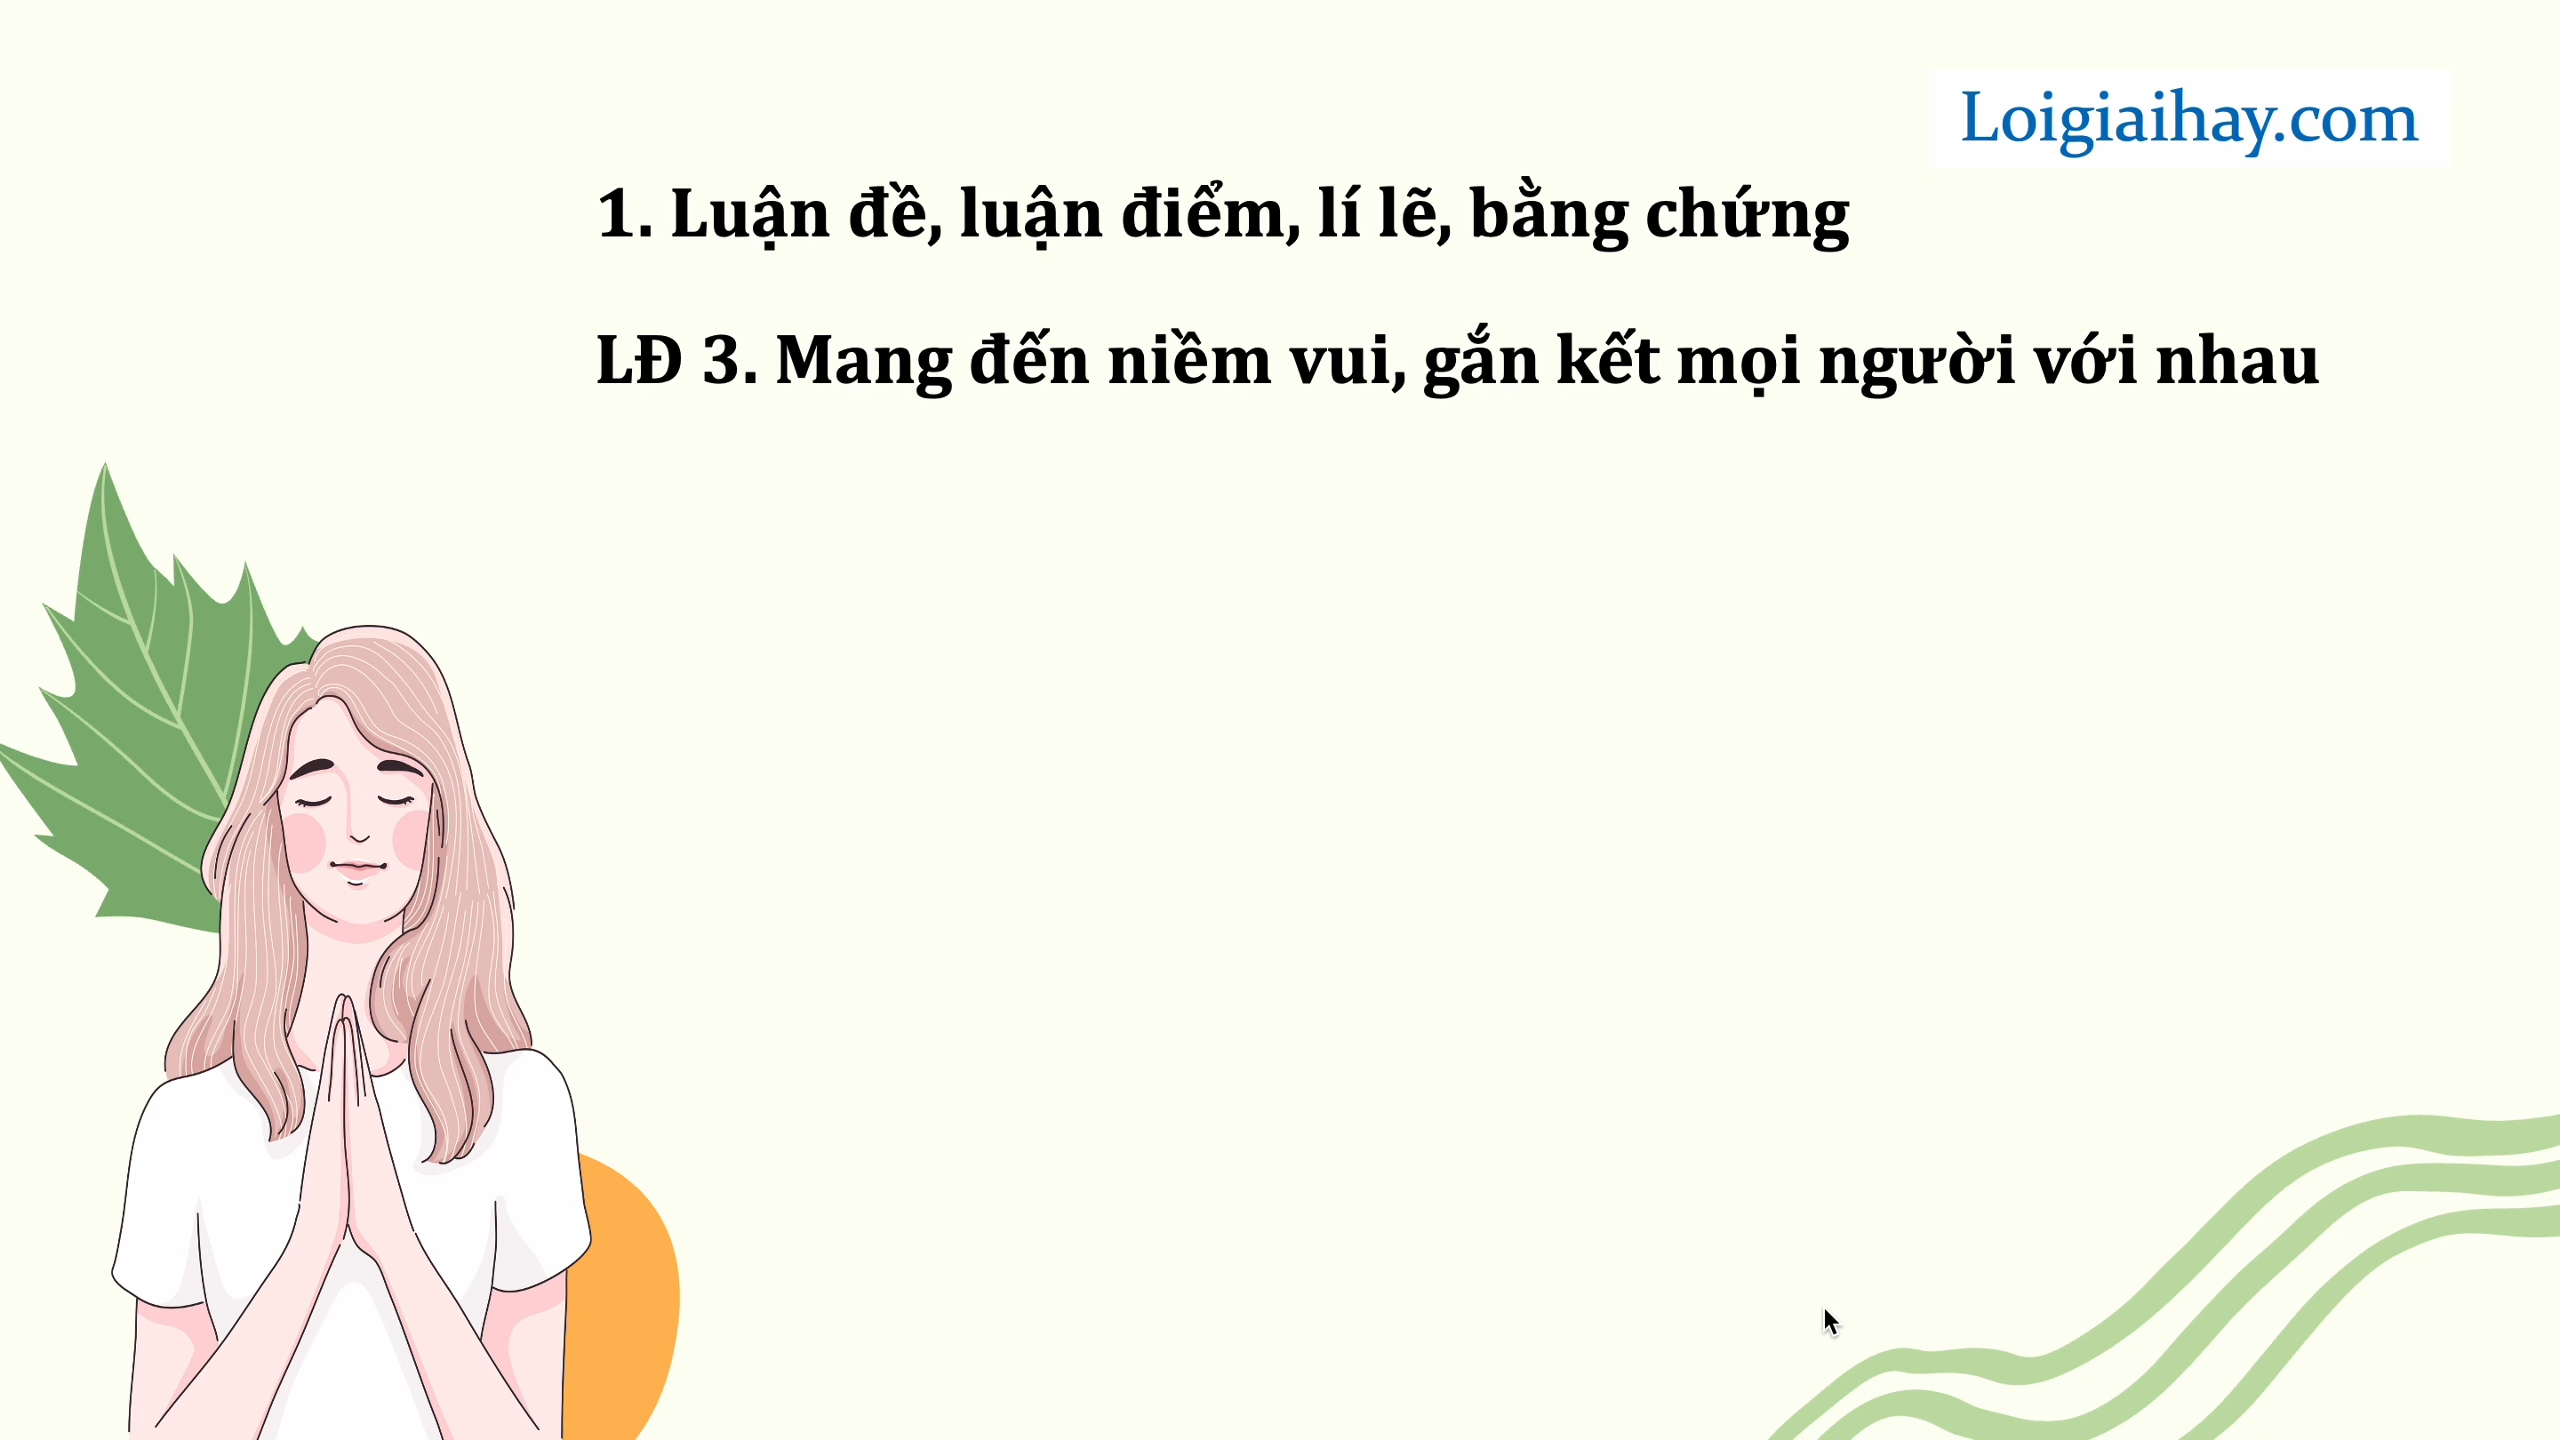 Loigiaihay.com
1. Luận đề, luận điểm, lí lẽ, bằng chứng
LĐ 3. Mang đến niềm vui, gắn kết mọi người với nhau